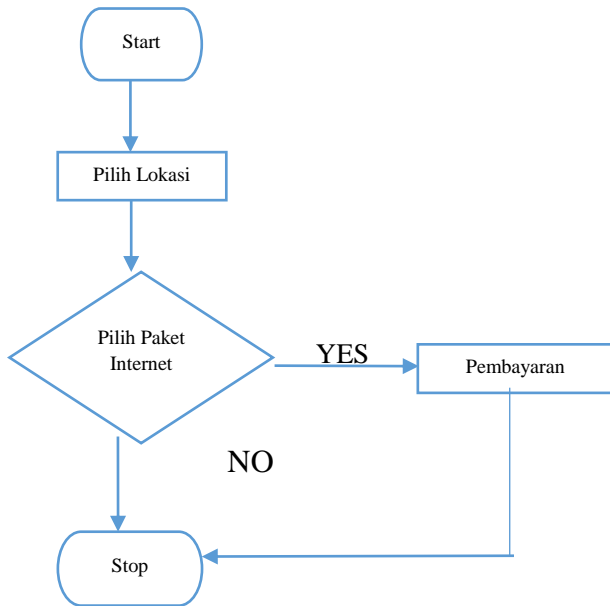 Start
Pilih Lokasi
Pilih Paket
Internet
YES
Pembayaran
NO
Stop